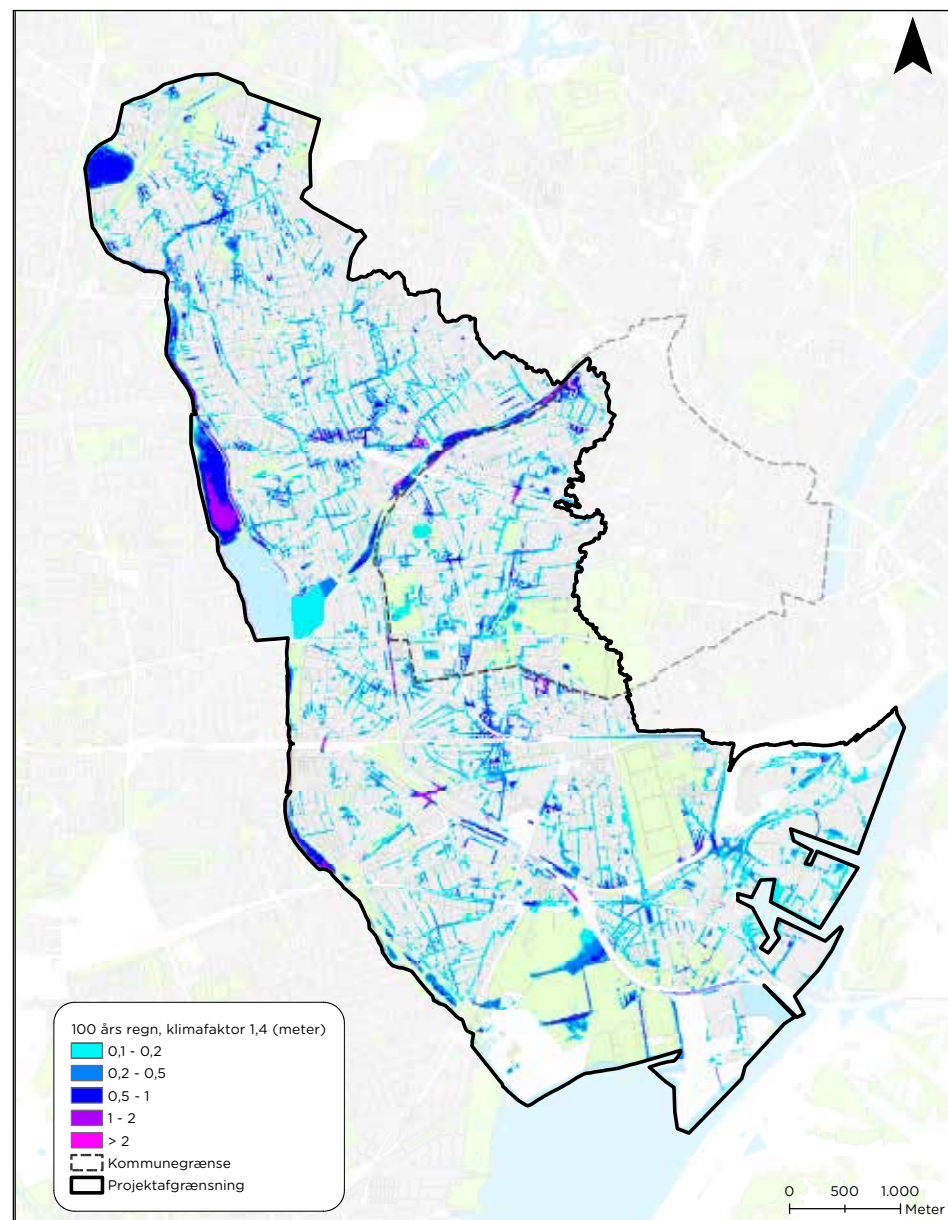 100 års regn, klimafaktor 1,4 (meter)
0,1 - 0,2
0,2 - 0,5
0,5 - 1
1 - 2
> 2
Kommunegrænse
Projektafgrænsning
0 500 1.000
Meter